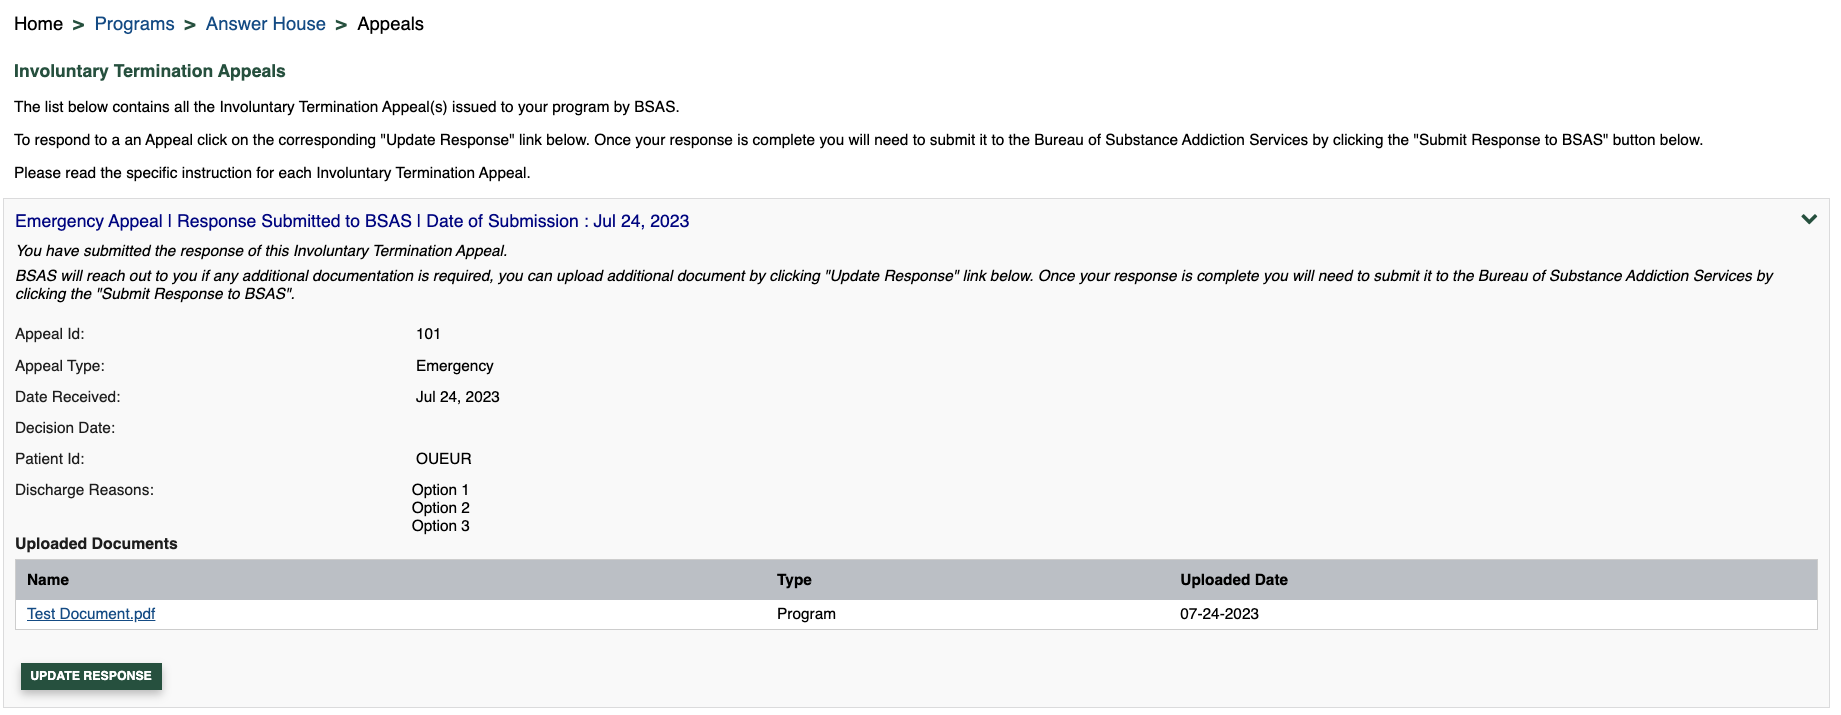 Home > Programs > Answer House > Appeals
Involuntary Termination Appeals
The list below contains all the Involuntary Termination Appeal(s) issued to your program by BSAS.
To respond to a an Appeal click on the corresponding "Update Response" link below. Once your response is complete you will need to submit it to the Bureau of Substance Addiction Services by clicking the "Submit Response to BSAS" button below.
Please read the specific instruction for each Involuntary Termination Appeal.
Emergency Appeal | Response Submitted to BSAS | Date of Submission : Jul 24, 2023
You have submitted the response of this Involuntary Termination Appeal.
BSAS will reach out to you if any additional documentation is required, you can upload additional document by clicking "Update Response" link below. Once your response is complete you will need to submit it to the Bureau of Substance Addiction Services by
clicking the "Submit Response to BSAS".
Appeal Id: 101
Appeal Type: Emergency
Date Received: Jul 24, 2023
Decision Date:
Patient Id: OUEUR
Discharge Reasons: Option 1
Option 2
Option 3
Uploaded Documents
Name Type Uploaded Date
Test Document.pdf Program 07-24-2023
UPDATE RESPONSE